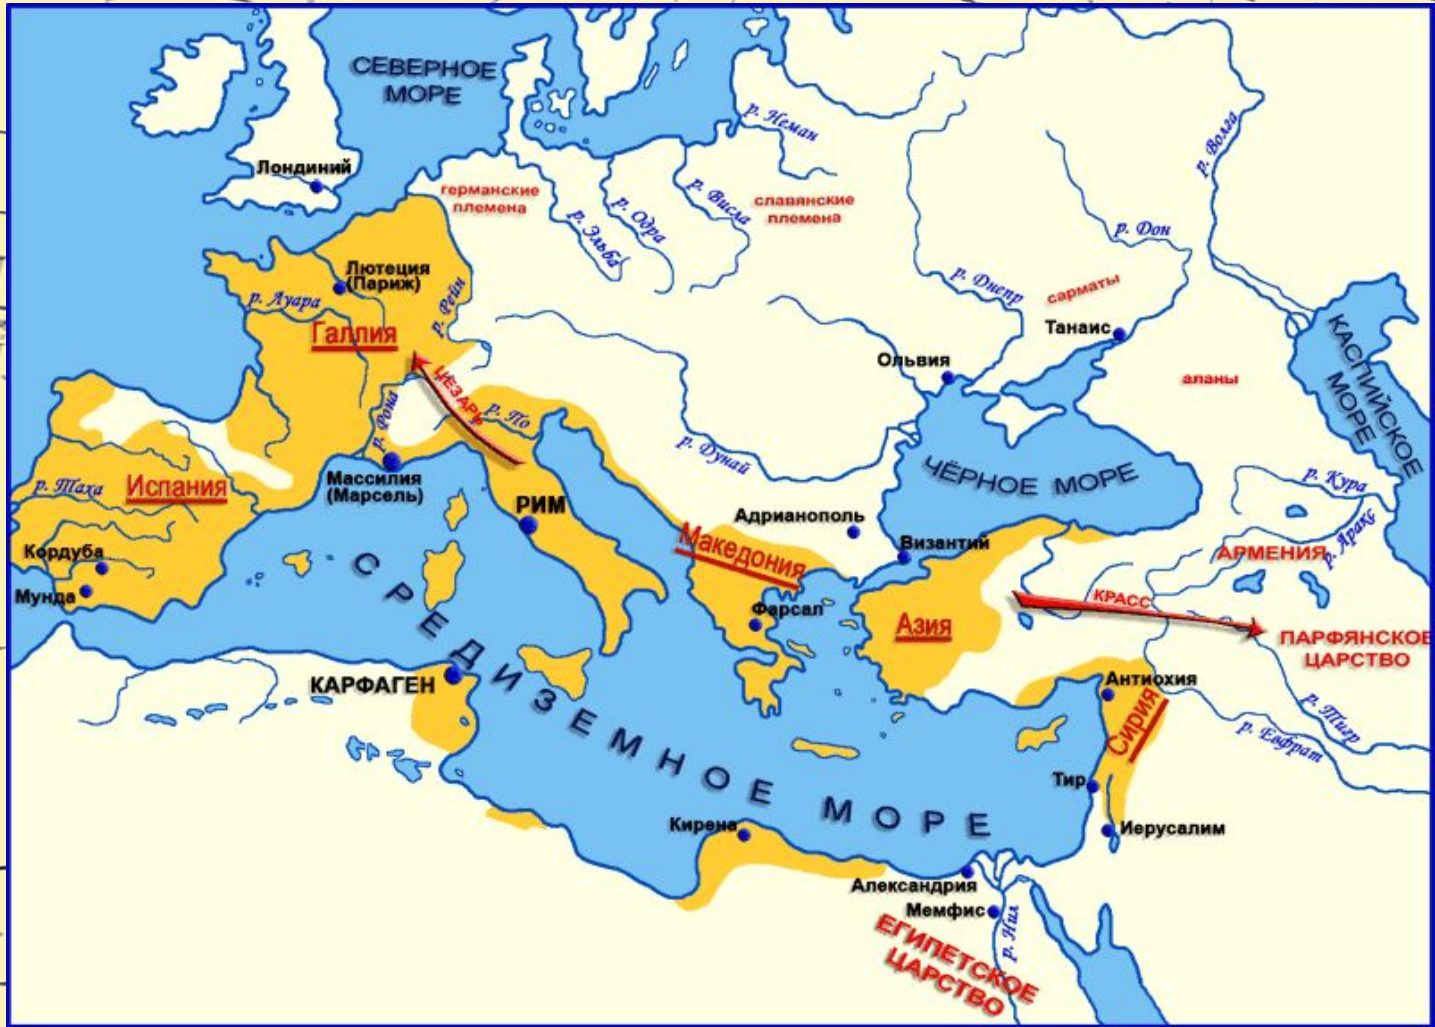 СЕВЕРНОЕ
МОРЕ
р. Неман
р. Волга
Лондиний
германские
племена
р. Эльба
р. Одра
р. Висла
славянские
племена
р. Дон
Лютеция
(Париж)
р. Луара
р. Рейн
Галлия
р. Днепр
сарматы
Танаис
Ольвия
аланы
КАСПИЙСКОЕ
МОРЕ
ЦЕЗАРЬ
р. Рона
р. По
р. Дунай
ЧЁРНОЕ МОРЕ
р. Таха
Испания
Массилия
(Марсель)
РИМ
Адрианополь
Византий
Македония
р. Кура
р. Аракс
АРМЕНИЯ
Кордуба
Мунда
Фарсал
Азия
КРАСС
ПАРФЯНСКОЕ
ЦАРСТВО
КАРФАГЕН
СРЕДИЗЕМНОЕ МОРЕ
Антиохия
Сирия
р. Тигр
р. Евфрат
Тир
Иерусалим
Кирена
Александрия
Мемфис
р. Нил
ЕГИПЕТСКОЕ
ЦАРСТВО